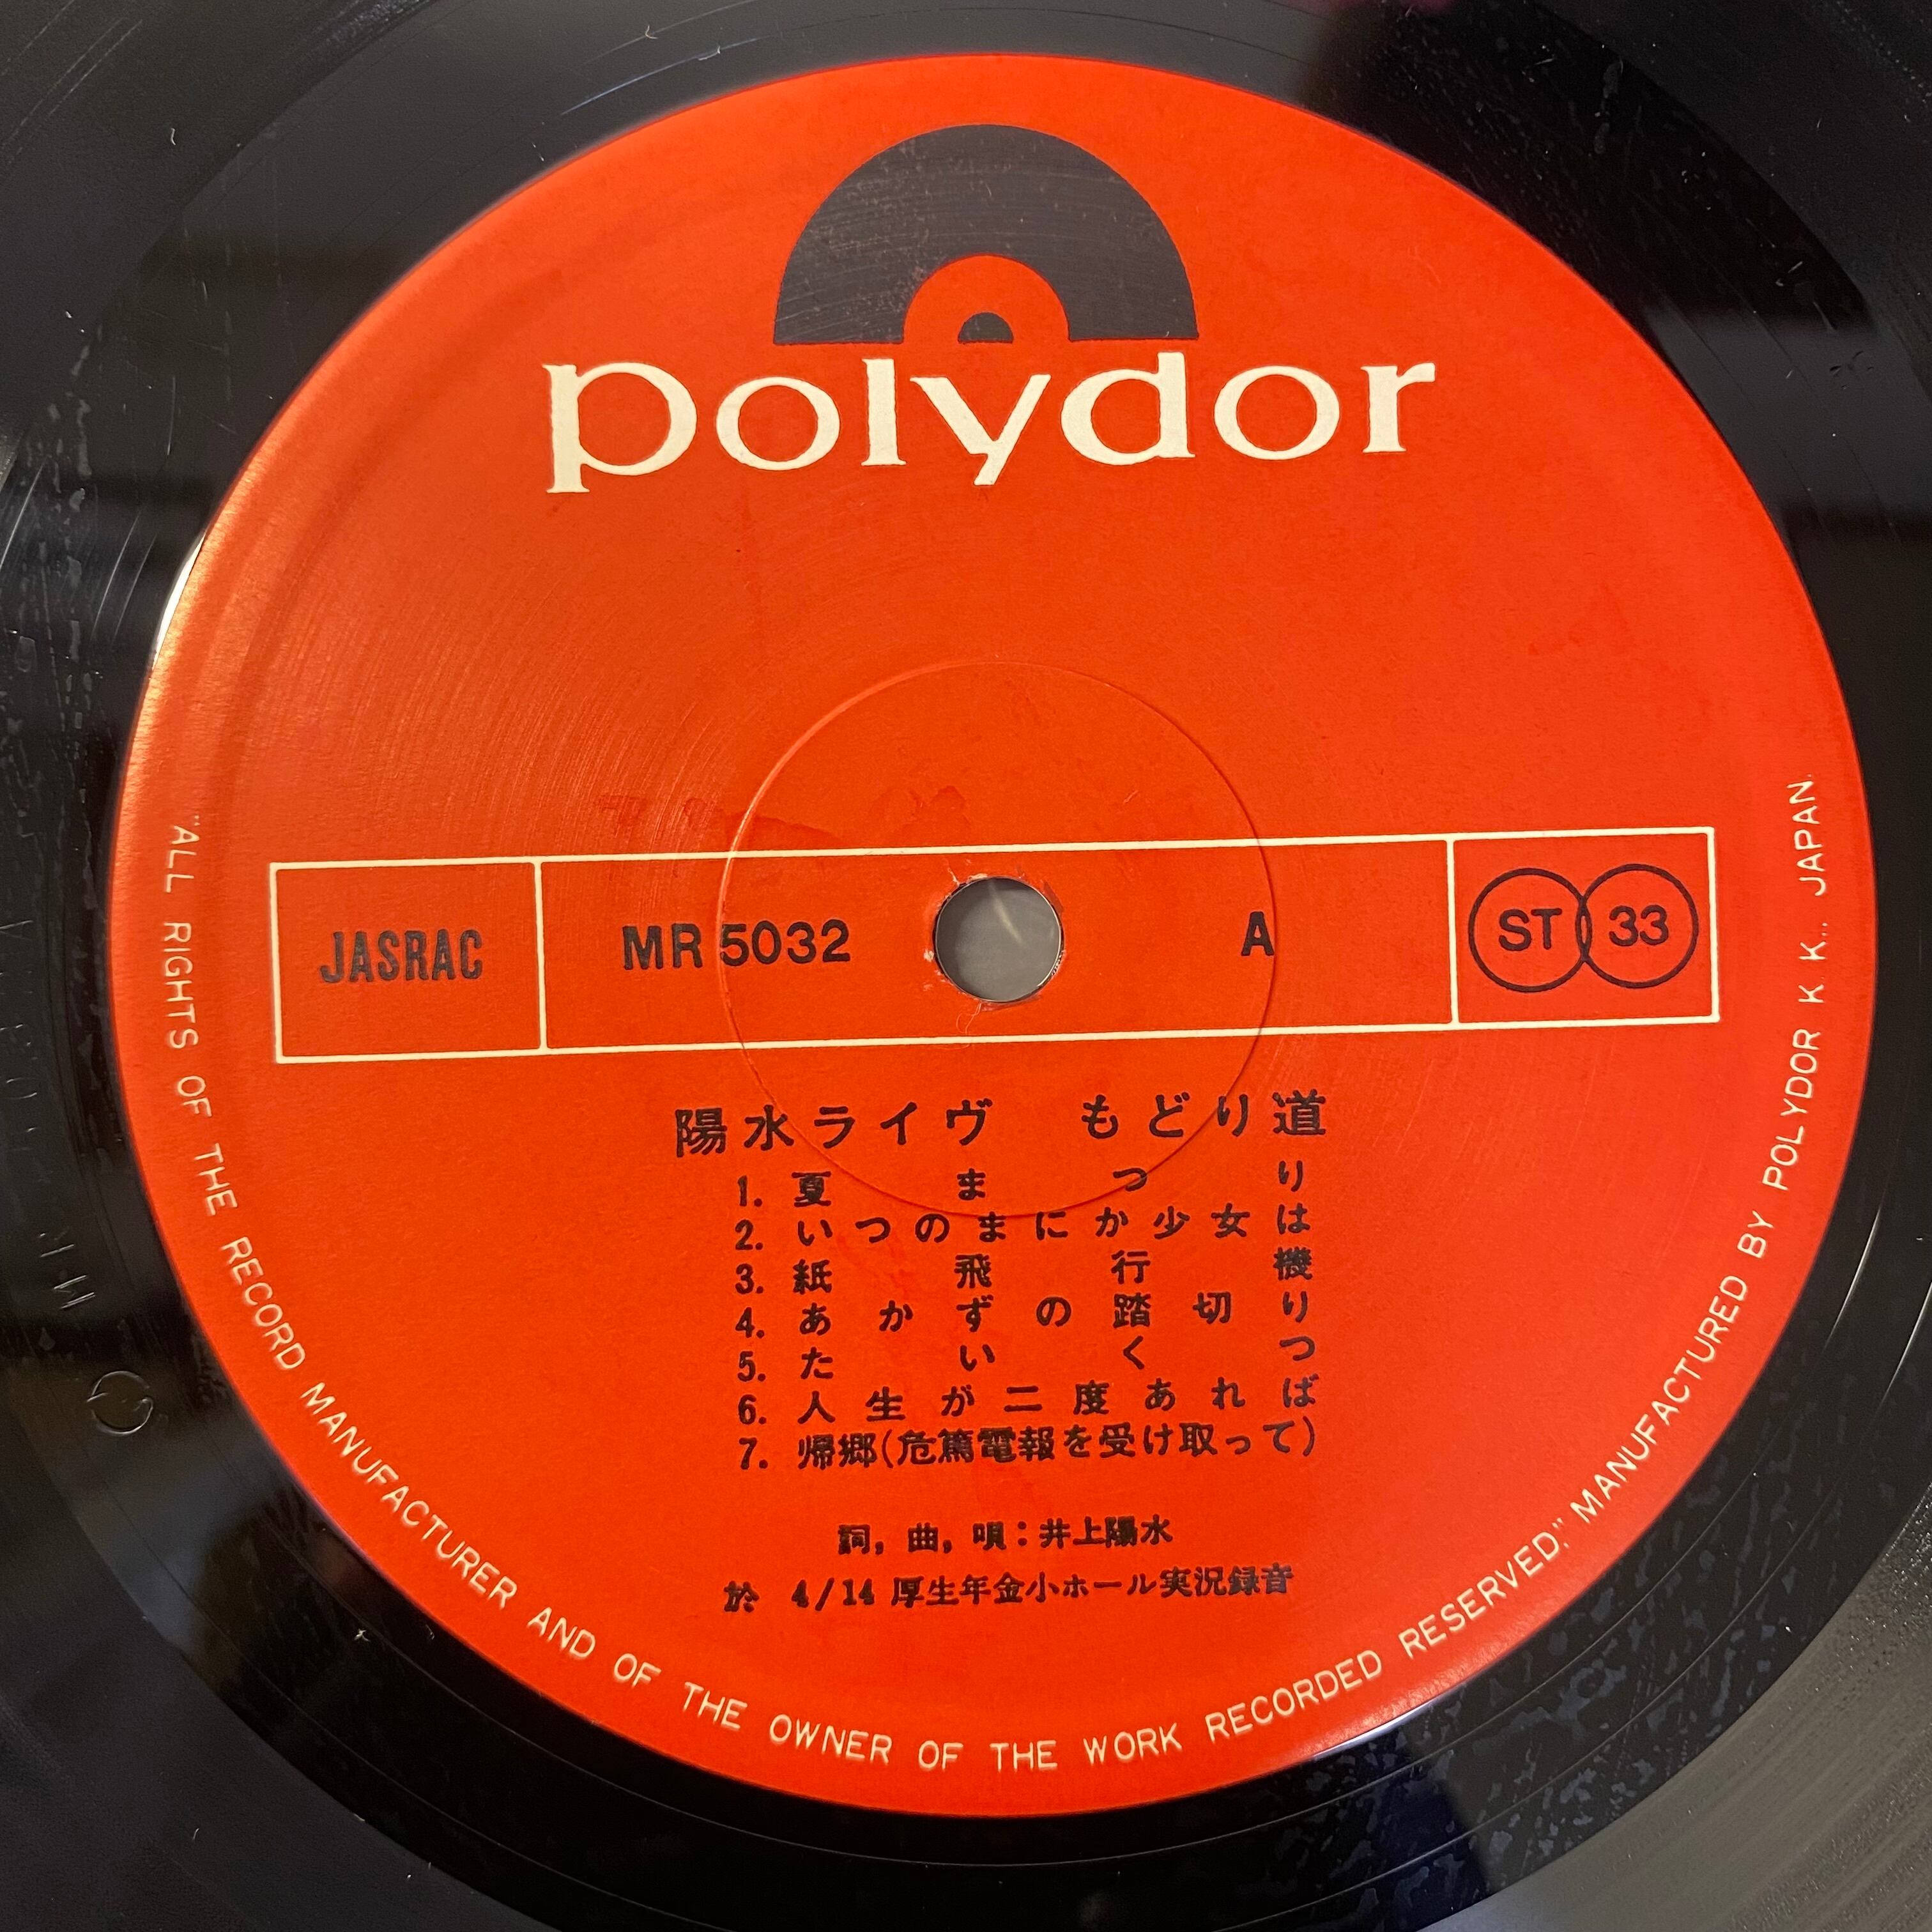 polydor
JASRAC
MR 5032
A
ST 33
陽水ライヴ もどり道
1. 夏まつり
2. いつのまにか少女は
3. 紙飛行機
4. あかずの踏切り
5. たいくつ
6. 人生が二度あれば
7. 帰郷(危篤電報を受け取って)
詞, 曲, 唄：井上陽水
於 4/14 厚生年金小ホール実況録音
"ALL RIGHTS OF THE RECORD MANUFACTURER AND OF THE OWNER OF THE WORK RECORDED RESERVED," MANUFACTURED BY POLYDOR K. K., JAPAN.